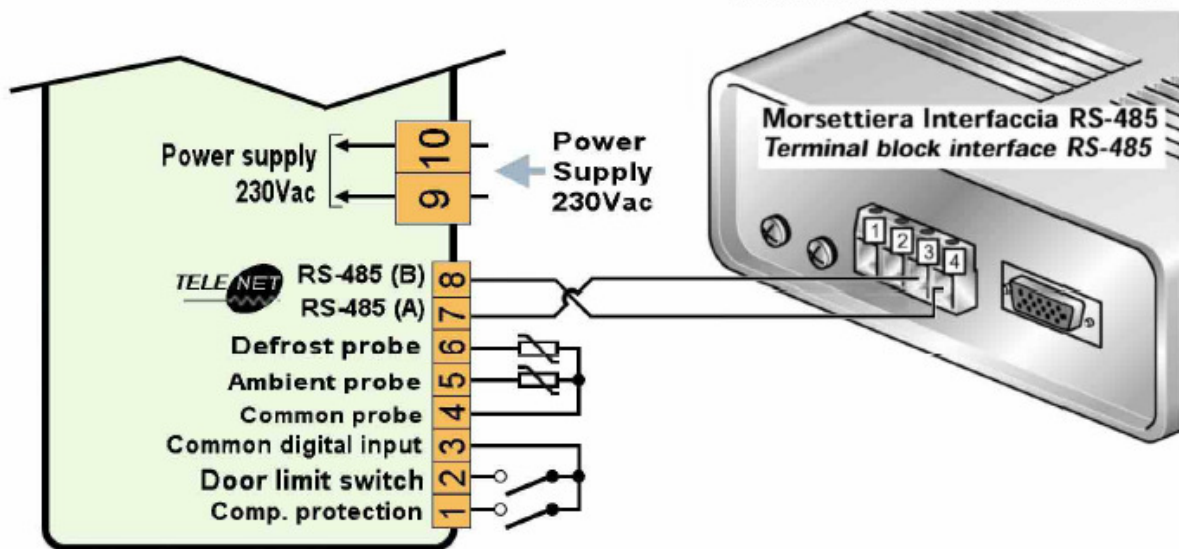 Power supply
230Vac
10
9
Power
Supply
230Vac
TELE NET
RS-485 (B)
8
RS-485 (A)
7
Defrost probe
6
Ambient probe
5
Common probe
4
Common digital input
3
Door limit switch
2
Comp. protection
1
Morsettiera Interfaccia RS-485
Terminal block interface RS-485
1
2
3
4